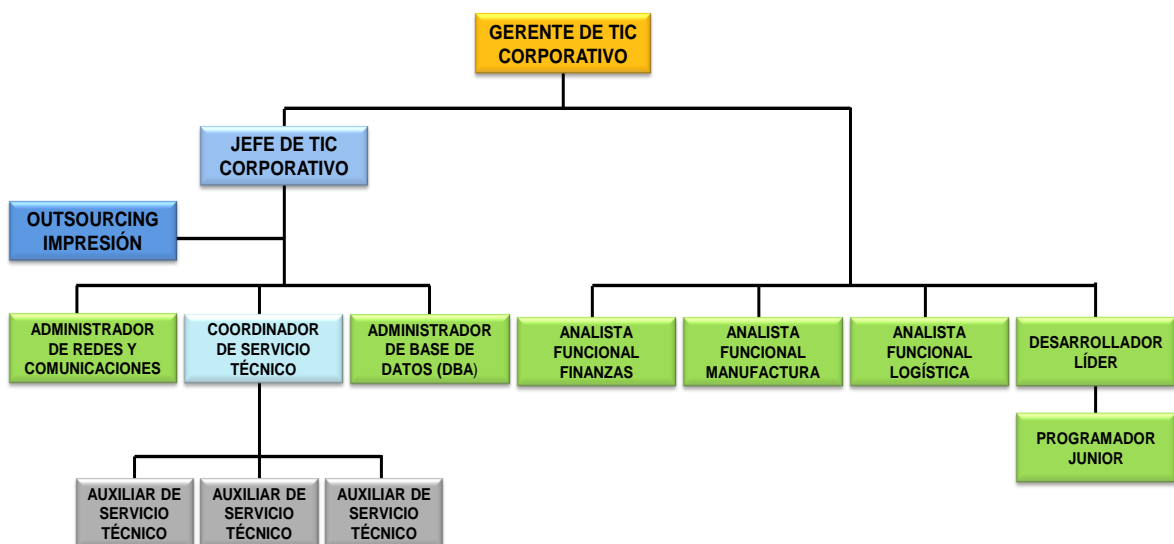 GERENTE DE TIC
CORPORATIVO
JEFE DE TIC
CORPORATIVO
OUTSOURCING
IMPRESIÓN
ADMINISTRADOR
DE REDES Y
COMUNICACIONES
COORDINADOR
DE SERVICIO
TÉCNICO
ADMINISTRADOR
DE BASE DE
DATOS (DBA)
ANALISTA
FUNCIONAL
FINANZAS
ANALISTA
FUNCIONAL
MANUFACTURA
ANALISTA
FUNCIONAL
LOGÍSTICA
DESARROLLADOR
LÍDER
PROGRAMADOR
JUNIOR
AUXILIAR DE
SERVICIO
TÉCNICO
AUXILIAR DE
SERVICIO
TÉCNICO
AUXILIAR DE
SERVICIO
TÉCNICO